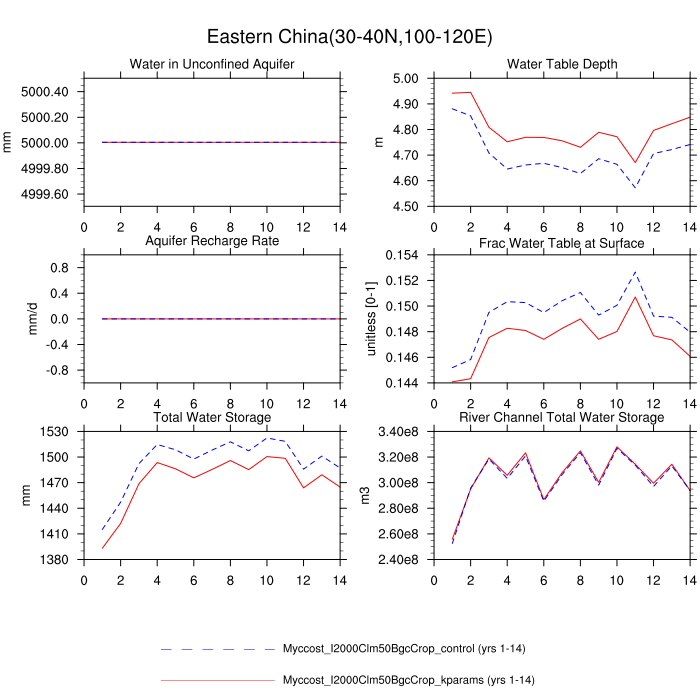 Eastern China(30-40N,100-120E)
Water in Unconfined Aquifer
Water Table Depth
5000.40
5000.20
5000.00
4999.80
4999.60
mm
0 2 4 6 8 10 12 14
5.00
4.90
4.80
4.70
4.60
4.50
m
0 2 4 6 8 10 12 14
Aquifer Recharge Rate
Frac Water Table at Surface
0.8
0.4
0.0
-0.4
-0.8
mm/d
0 2 4 6 8 10 12 14
0.154
0.152
0.150
0.148
0.146
0.144
unitless [0-1]
0 2 4 6 8 10 12 14
Total Water Storage
River Channel Total Water Storage
1530
1500
1470
1440
1410
1380
mm
0 2 4 6 8 10 12 14
3.40e8
3.20e8
3.00e8
2.80e8
2.60e8
2.40e8
m3
0 2 4 6 8 10 12 14
Myccost_I2000Clm50BgcCrop_control (yrs 1-14)
Myccost_I2000Clm50BgcCrop_kparams (yrs 1-14)